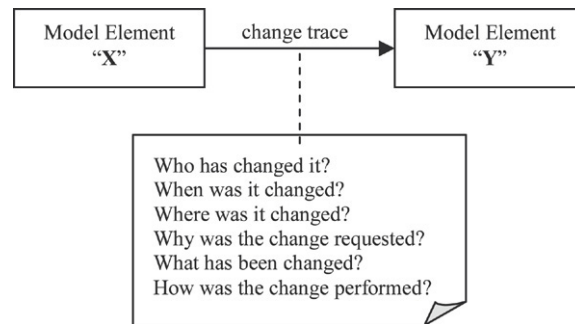 Model Element
“X”
change trace
Model Element
“Y”
Who has changed it?
When was it changed?
Where was it changed?
Why was the change requested?
What has been changed?
How was the change performed?